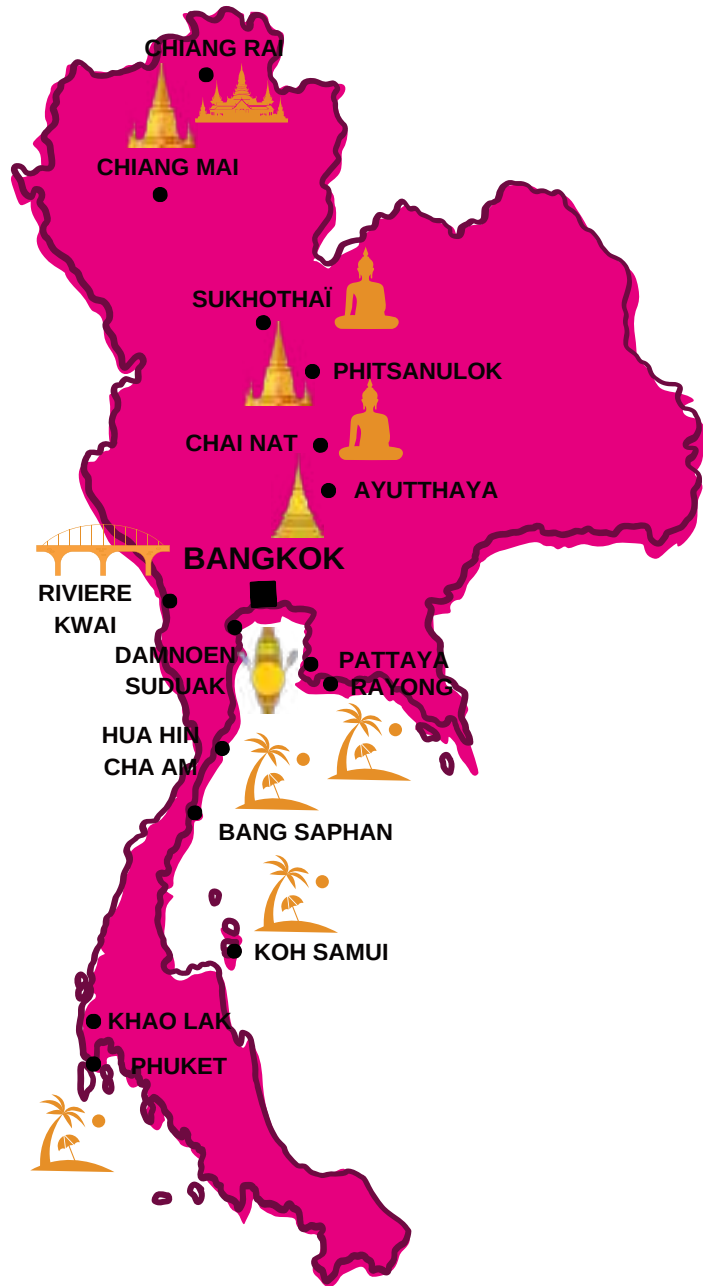 CHIANG RAI
CHIANG MAI
SUKHOTHAÏ
PHITSANULOK
CHAI NAT
AYUTTHAYA
BANGKOK
RIVIERE
KWAI
DAMNOEN
SUDUAK
PATTAYA
RAYONG
HUA HIN
CHA AM
BANG SAPHAN
KOH SAMUI
KHAO LAK
PHUKET